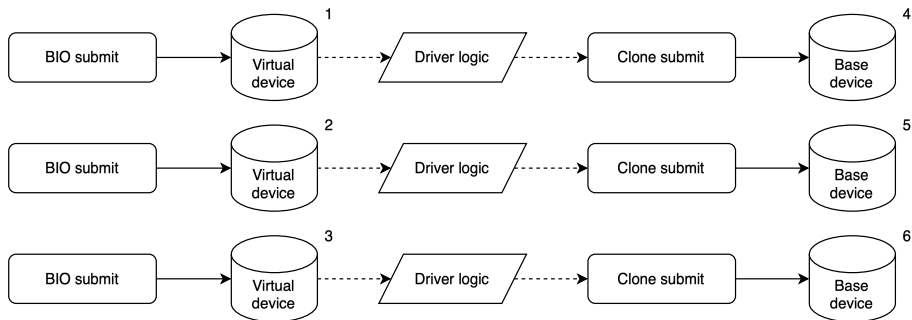 1
4
BIO submit
Virtual
device
Driver logic
Clone submit
Base
device
2
5
BIO submit
Virtual
device
Driver logic
Clone submit
Base
device
3
6
BIO submit
Virtual
device
Driver logic
Clone submit
Base
device